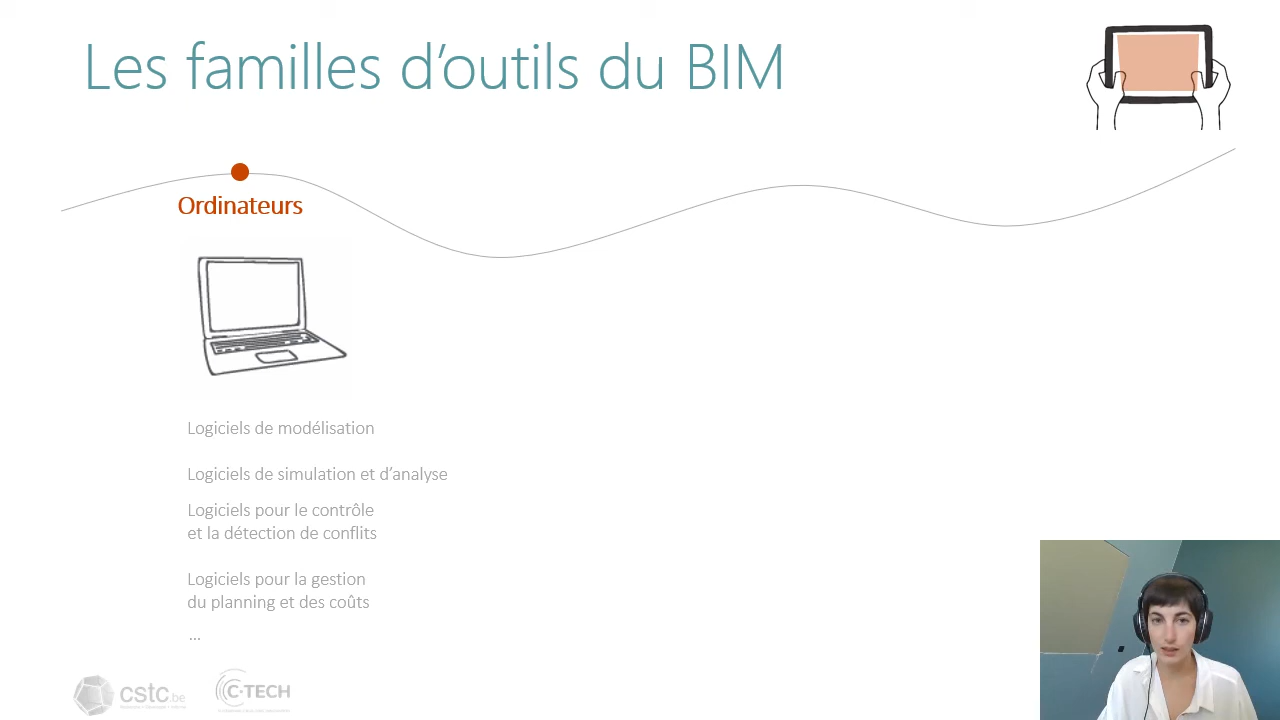 Les familles d’outils du BIM
Ordinateurs
Logiciels de modélisation
Logiciels de simulation et d’analyse
Logiciels pour le contrôle
et la détection de conflits
Logiciels pour la gestion
du planning et des coûts
...
cstc.be
C-TECH